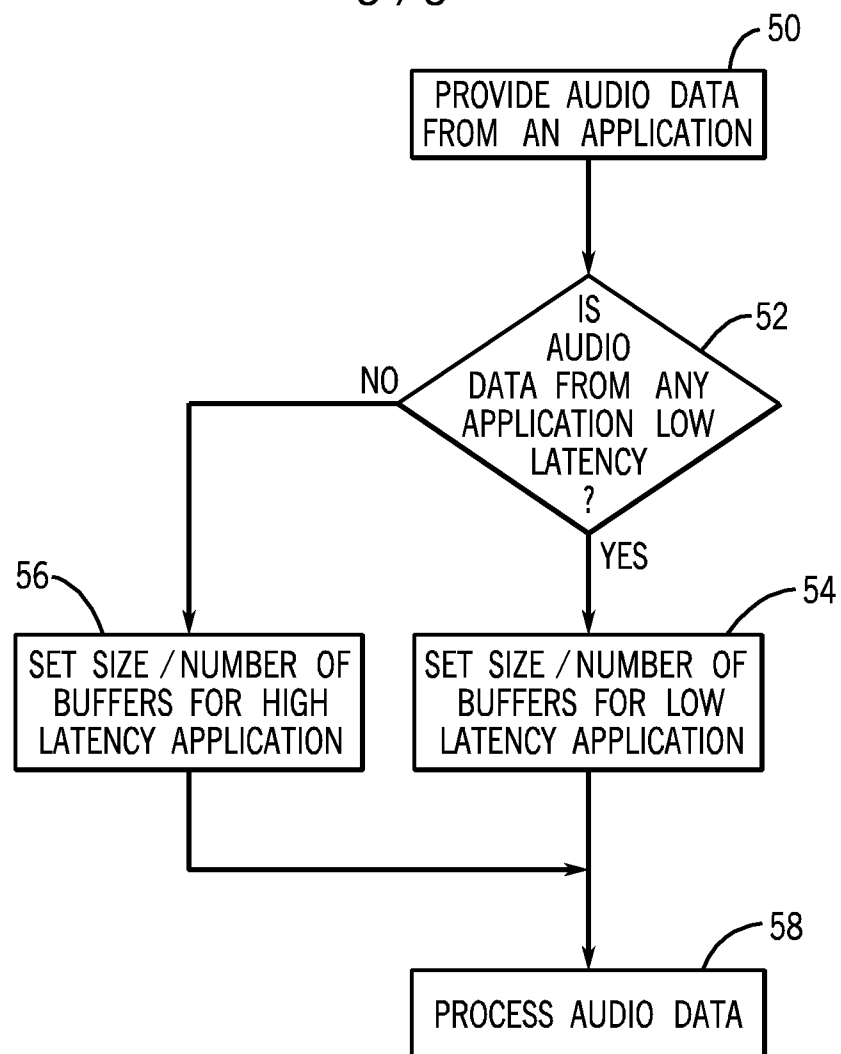 50
PROVIDE AUDIO DATA
FROM AN APPLICATION
IS
AUDIO
DATA FROM ANY
APPLICATION LOW
LATENCY
?
52
NO
YES
56
SET SIZE / NUMBER OF
BUFFERS FOR HIGH
LATENCY APPLICATION
54
SET SIZE / NUMBER OF
BUFFERS FOR LOW
LATENCY APPLICATION
58
PROCESS AUDIO DATA